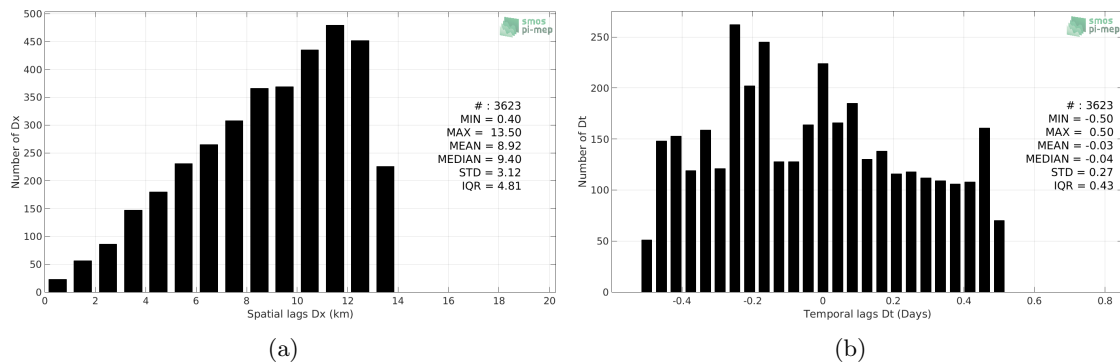 500
450
400
350
300
250
200
150
100
50
0
Number of Dx
0 2 4 6 8 10 12 14 16 18 20
Spatial lags Dx (km)
smos
pi-mep
# : 3623
MIN = 0.40
MAX = 13.50
MEAN = 8.92
MEDIAN = 9.40
STD = 3.12
IQR = 4.81
(a)
250
200
150
100
50
0
Number of Dt
-0.4 -0.2 0 0.2 0.4 0.6 0.8
Temporal lags Dt (Days)
smos
pi-mep
# : 3623
MIN = -0.50
MAX = 0.50
MEAN = -0.03
MEDIAN = -0.04
STD = 0.27
IQR = 0.43
(b)